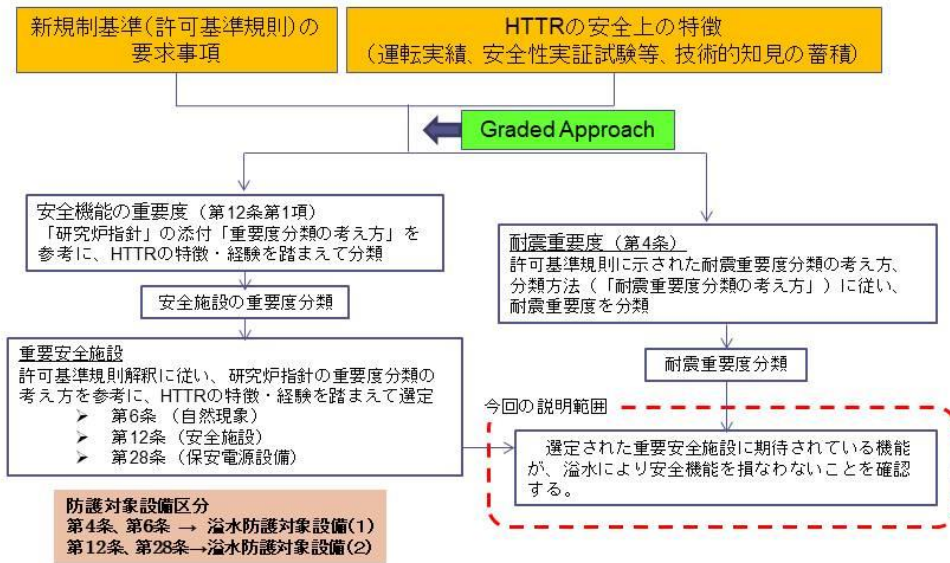 新規制基準(許可基準規則)の
要求事項
HTTRの安全上の特徴
(運転実績、安全性実証試験等、技術的知見の蓄積)
Graded Approach
安全機能の重要度 (第12条第1項)
「研究炉指針」の添付「重要度分類の考え方」を
参考に、HTTRの特徴・経験を踏まえて分類
安全施設の重要度分類
重要安全施設
許可基準規則解釈に従い、研究炉指針の重要度分類の
考え方を参考に、HTTRの特徴・経験を踏まえて選定
➤ 第6条 (自然現象)
➤ 第12条 (安全施設)
➤ 第28条 (保安電源設備)
防護対象設備区分
第4条、第6条 → 溢水防護対象設備(1)
第12条、第28条→溢水防護対象設備(2)
耐震重要度 (第4条)
許可基準規則に示された耐震重要度分類の考え方、
分類方法(「耐震重要度分類の考え方」)に従い、
耐震重要度を分類
耐震重要度分類
今回の説明範囲
選定された重要安全施設に期待されている機能
が、溢水により安全機能を損なわないことを確認
する。